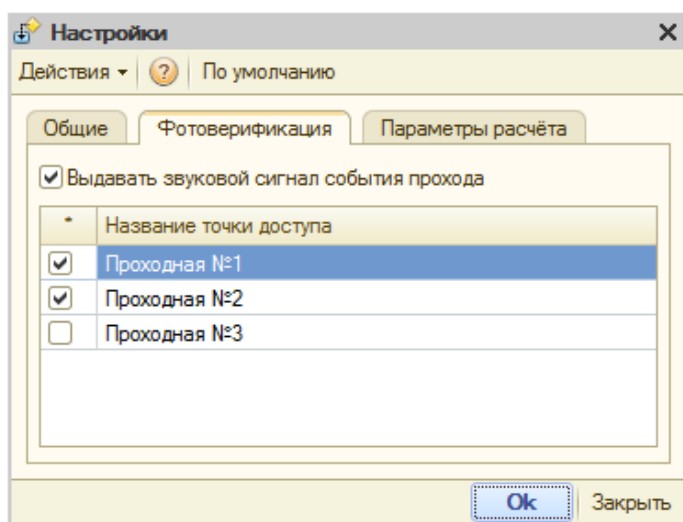 Настройки
Действия ? По умолчанию
Общие Фотоверификация Параметры расчёта
Выдавать звуковой сигнал события прохода
* Название точки доступа
Проходная №1
Проходная №2
Проходная №3
Ok Закрыть